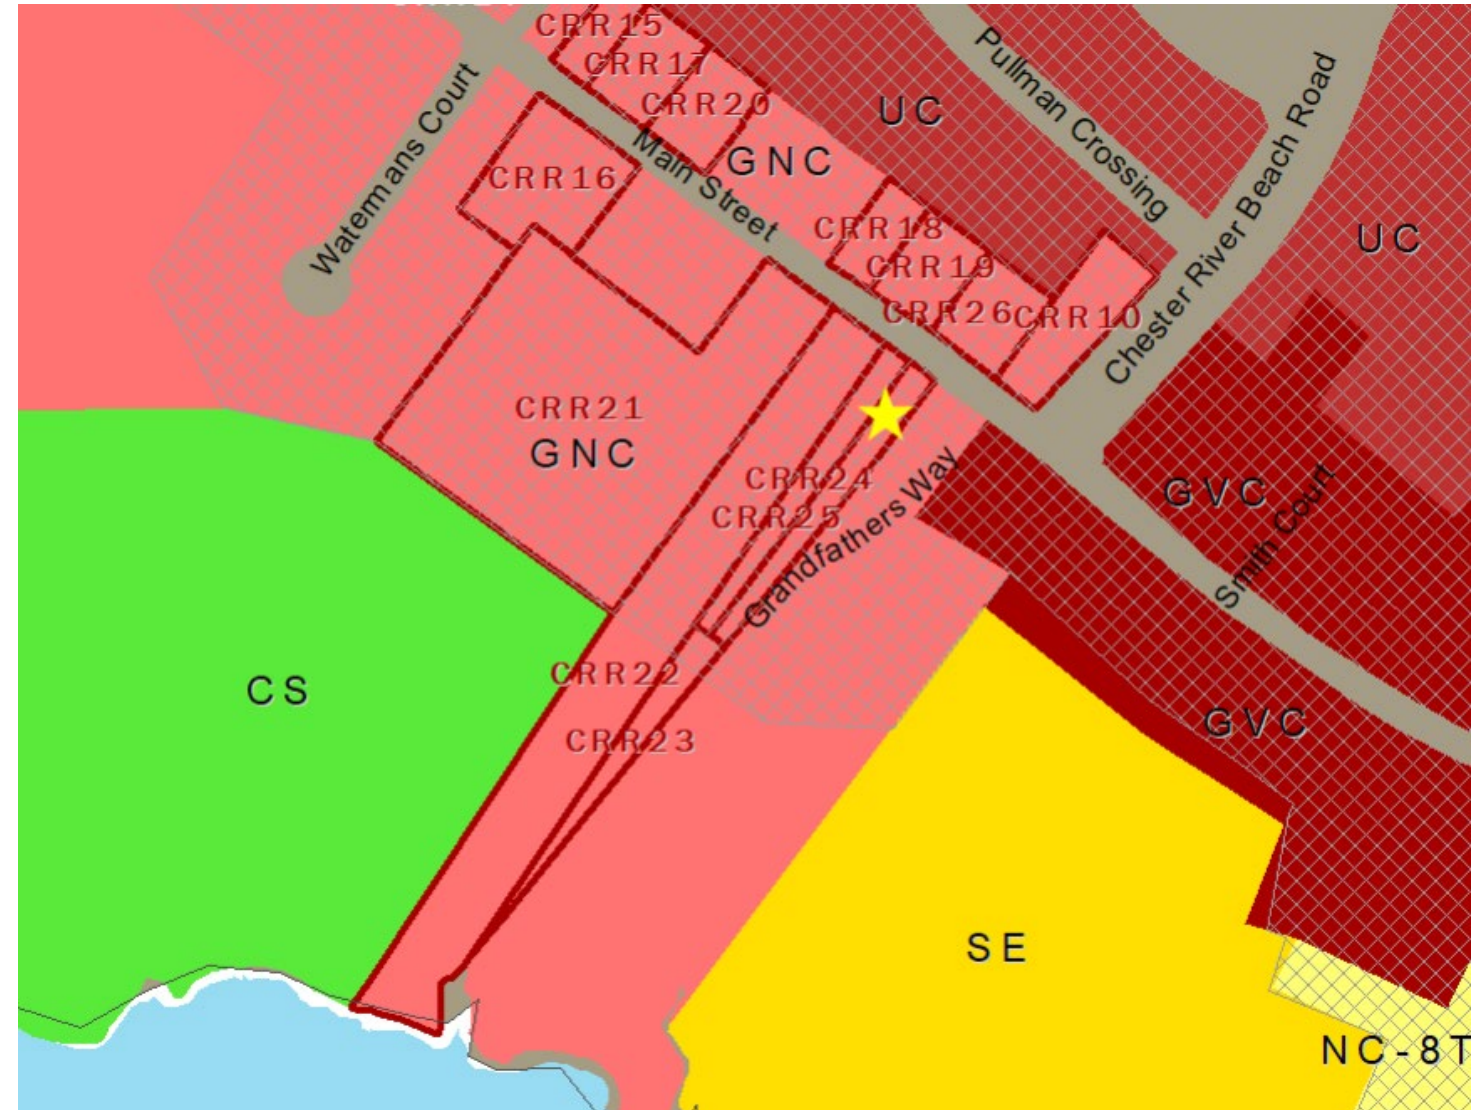 CRR15
CRR17
CRR20
UC
Pullman Crossing
Chester River Beach Road
Watermans Court
Main Street
GNC
CRR16
CRR18
CRR19
CRR26
CRR10
UC
CRR21
GNC
CRR24
CRR25
Grandfathers Way
GVC
Smith Court
CRR22
CRR23
CS
GVC
SE
NC-8T